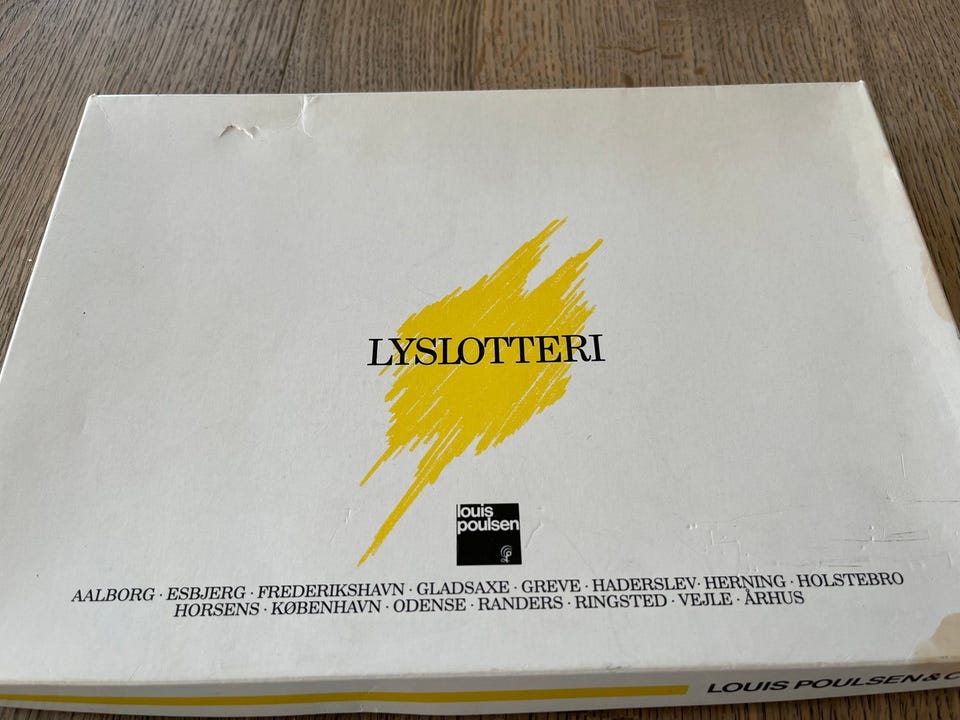 LYSLOTTERI
louis
poulsen
AALBORG · ESBJERG · FREDERIKSHAVN · GLADSAXE · GREVE · HADERSLEV · HERNING · HOLSTEBRO
HORSENS · KØBENHAVN · ODENSE · RANDERS · RINGSTED · VEJLE · ÅRHUS
LOUIS POULSEN & C